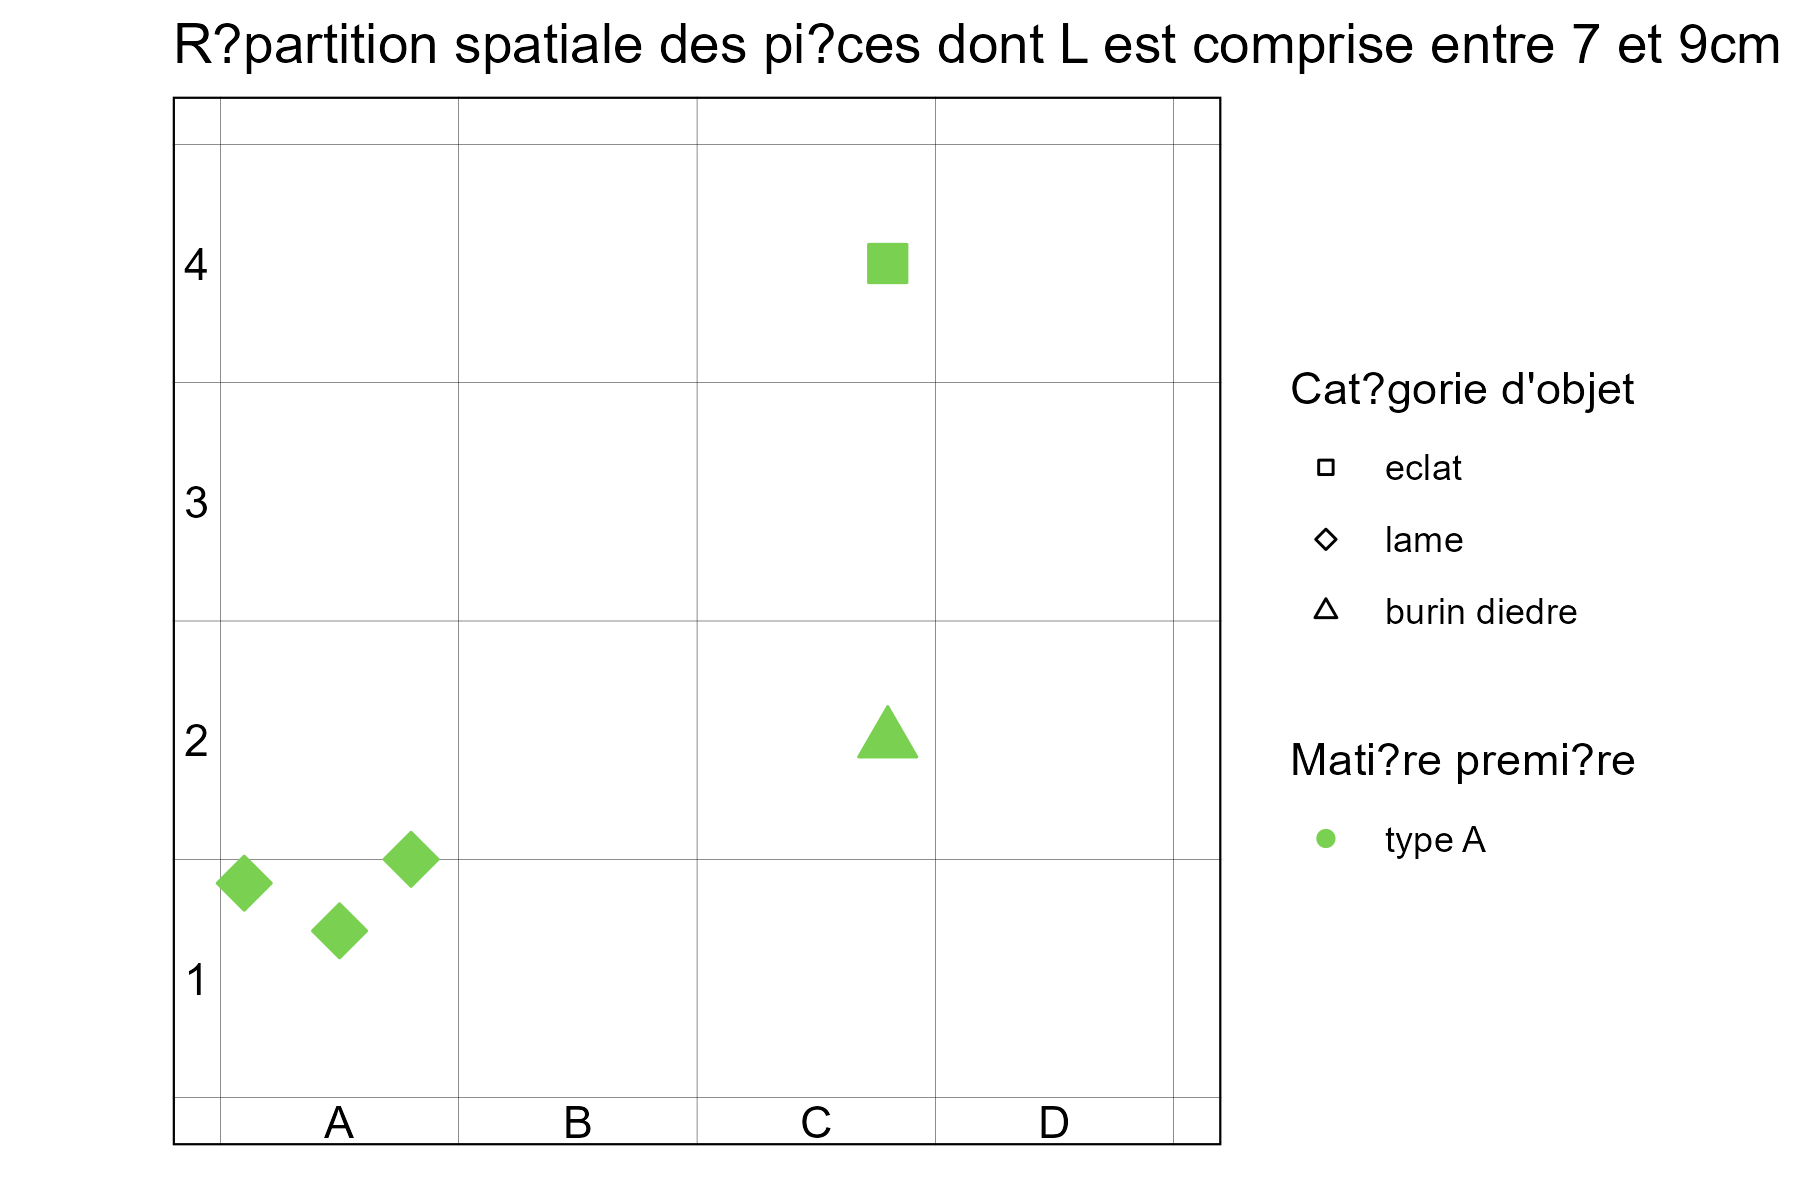 R?partition spatiale des pi?ces dont L est comprise entre 7 et 9cm
4
3
2
1
A B C D
Cat?gorie d'objet
eclat
lame
burin diedre
Mati?re premi?re
type A